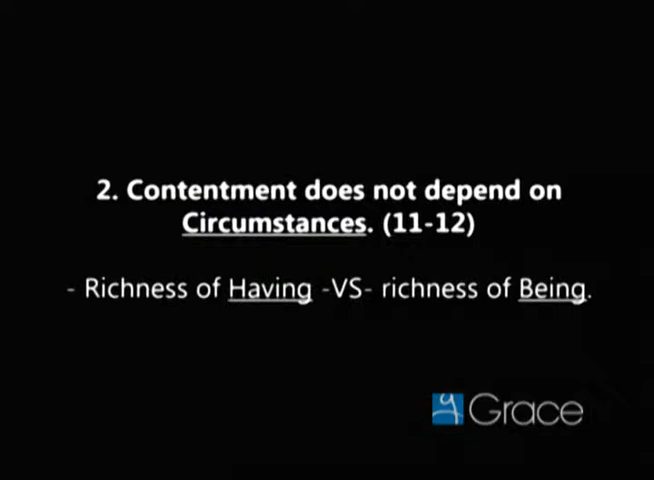 2. Contentment does not depend on
Circumstances. (11-12)
- Richness of Having -VS- richness of Being.
Grace